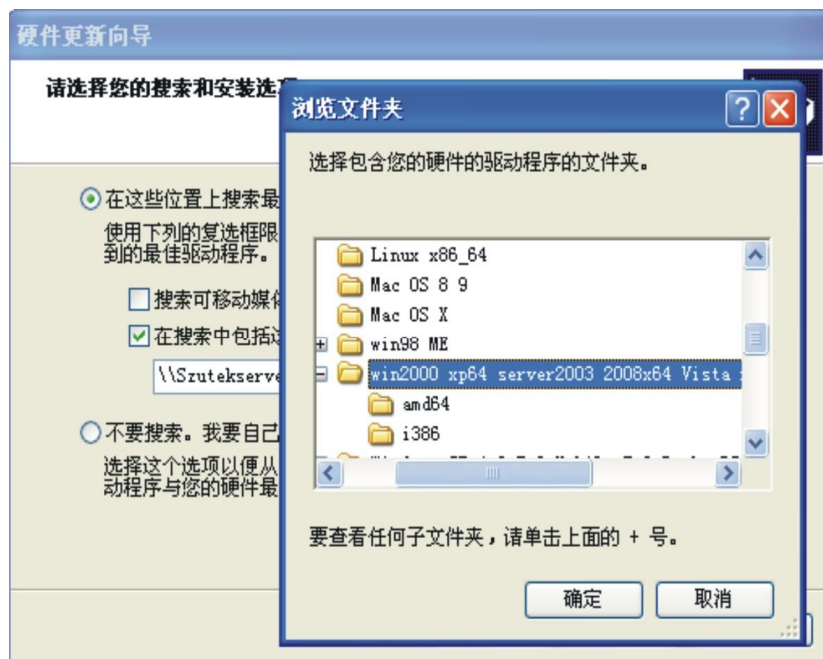 硬件更新向导
请选择您的搜索和安装选项
浏览文件夹
选择包含您的硬件的驱动程序的文件夹。
在这些位置上搜索最
使用下列的复选框限
到的最佳驱动程序。
搜索可移动媒体
在搜索中包括这
\\Szutekserve
不要搜索。我要自己
选择这个选项以便从
动程序与您的硬件最
Linux x86_64
Mac OS 8 9
Mac OS X
win98 ME
win2000 xp64 server2003 2008x64 Vista
amd64
i386
要查看任何子文件夹，请单击上面的 + 号。
确定
取消